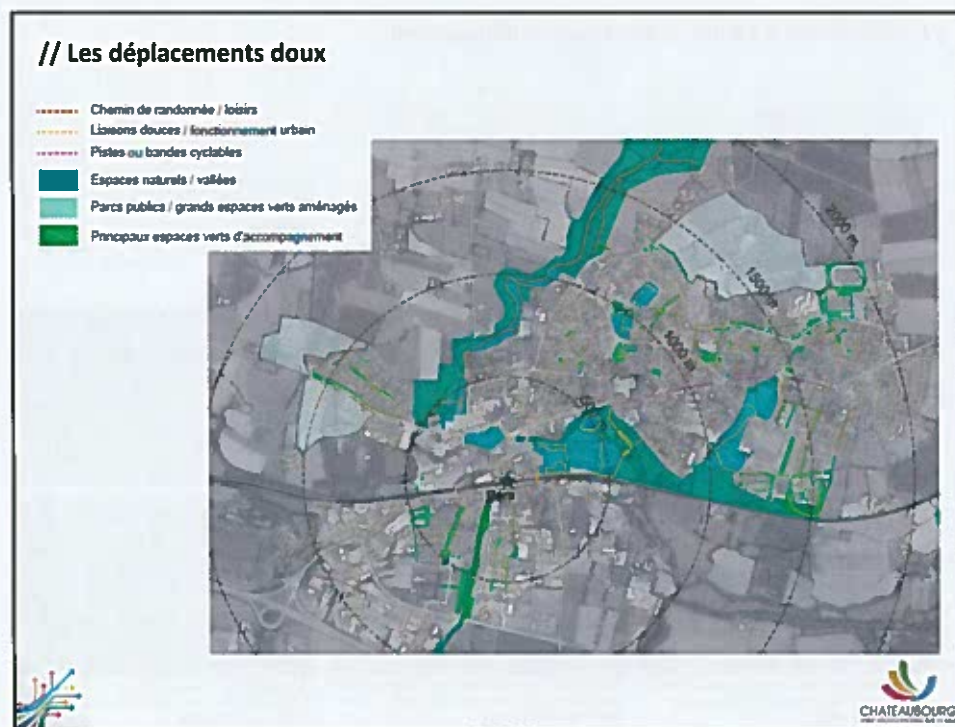 // Les déplacements doux
Chemin de randonnée / loisirs
Liaisons douces / fonctionnement urbain
Pistes ou bandes cyclables
Espaces naturels / vallées
Parcs publics / grands espaces verts aménagés
Principaux espaces verts d'accompagnement
2000 m
1500 m
1000 m
CHATEAUBOURG